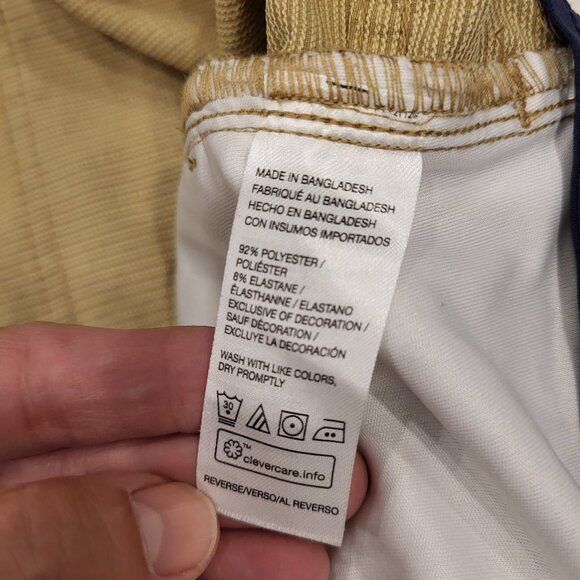 MADE IN BANGLADESH
FABRIQUÉ AU BANGLADESH
HECHO EN BANGLADESH
CON INSUMOS IMPORTADOS
92% POLYESTER /
POLIÉSTER
8% ELASTANE /
ÉLASTHANNE / ELASTANO
EXCLUSIVE OF DECORATION /
SAUF DÉCORATION /
EXCLUYE LA DECORACIÓN
WASH WITH LIKE COLORS,
DRY PROMPTLY
30
™
clevercare.info
REVERSE/VERSO/AL REVERSO